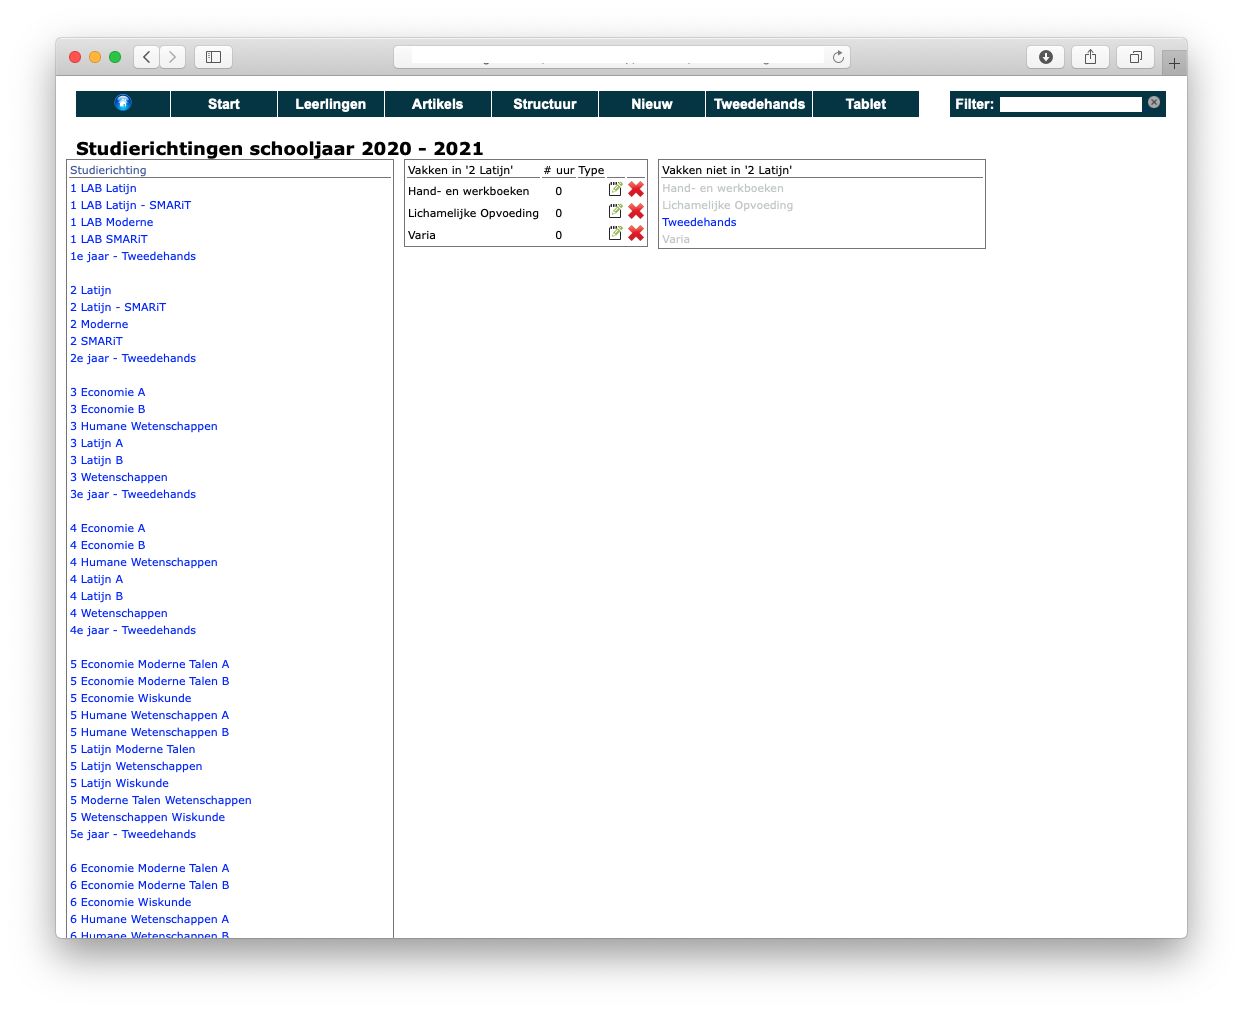 Start Leerlingen Artikels Structuur Nieuw Tweedehands Tablet Filter:
Studierichtingen schooljaar 2020 - 2021
Studierichting
1 LAB Latijn
1 LAB Latijn - SMARiT
1 LAB Moderne
1 LAB SMARiT
1e jaar - Tweedehands
2 Latijn
2 Latijn - SMARiT
2 Moderne
2 SMARiT
2e jaar - Tweedehands
3 Economie A
3 Economie B
3 Humane Wetenschappen
3 Latijn A
3 Latijn B
3 Wetenschappen
3e jaar - Tweedehands
4 Economie A
4 Economie B
4 Humane Wetenschappen
4 Latijn A
4 Latijn B
4 Wetenschappen
4e jaar - Tweedehands
5 Economie Moderne Talen A
5 Economie Moderne Talen B
5 Economie Wiskunde
5 Humane Wetenschappen A
5 Humane Wetenschappen B
5 Latijn Moderne Talen
5 Latijn Wetenschappen
5 Latijn Wiskunde
5 Moderne Talen Wetenschappen
5 Wetenschappen Wiskunde
5e jaar - Tweedehands
6 Economie Moderne Talen A
6 Economie Moderne Talen B
6 Economie Wiskunde
6 Humane Wetenschappen A
6 Humane Wetenschappen B
Vakken in '2 Latijn' # uur Type
Hand- en werkboeken 0
Lichamelijke Opvoeding 0
Varia 0
Vakken niet in '2 Latijn'
Hand- en werkboeken
Lichamelijke Opvoeding
Tweedehands
Varia